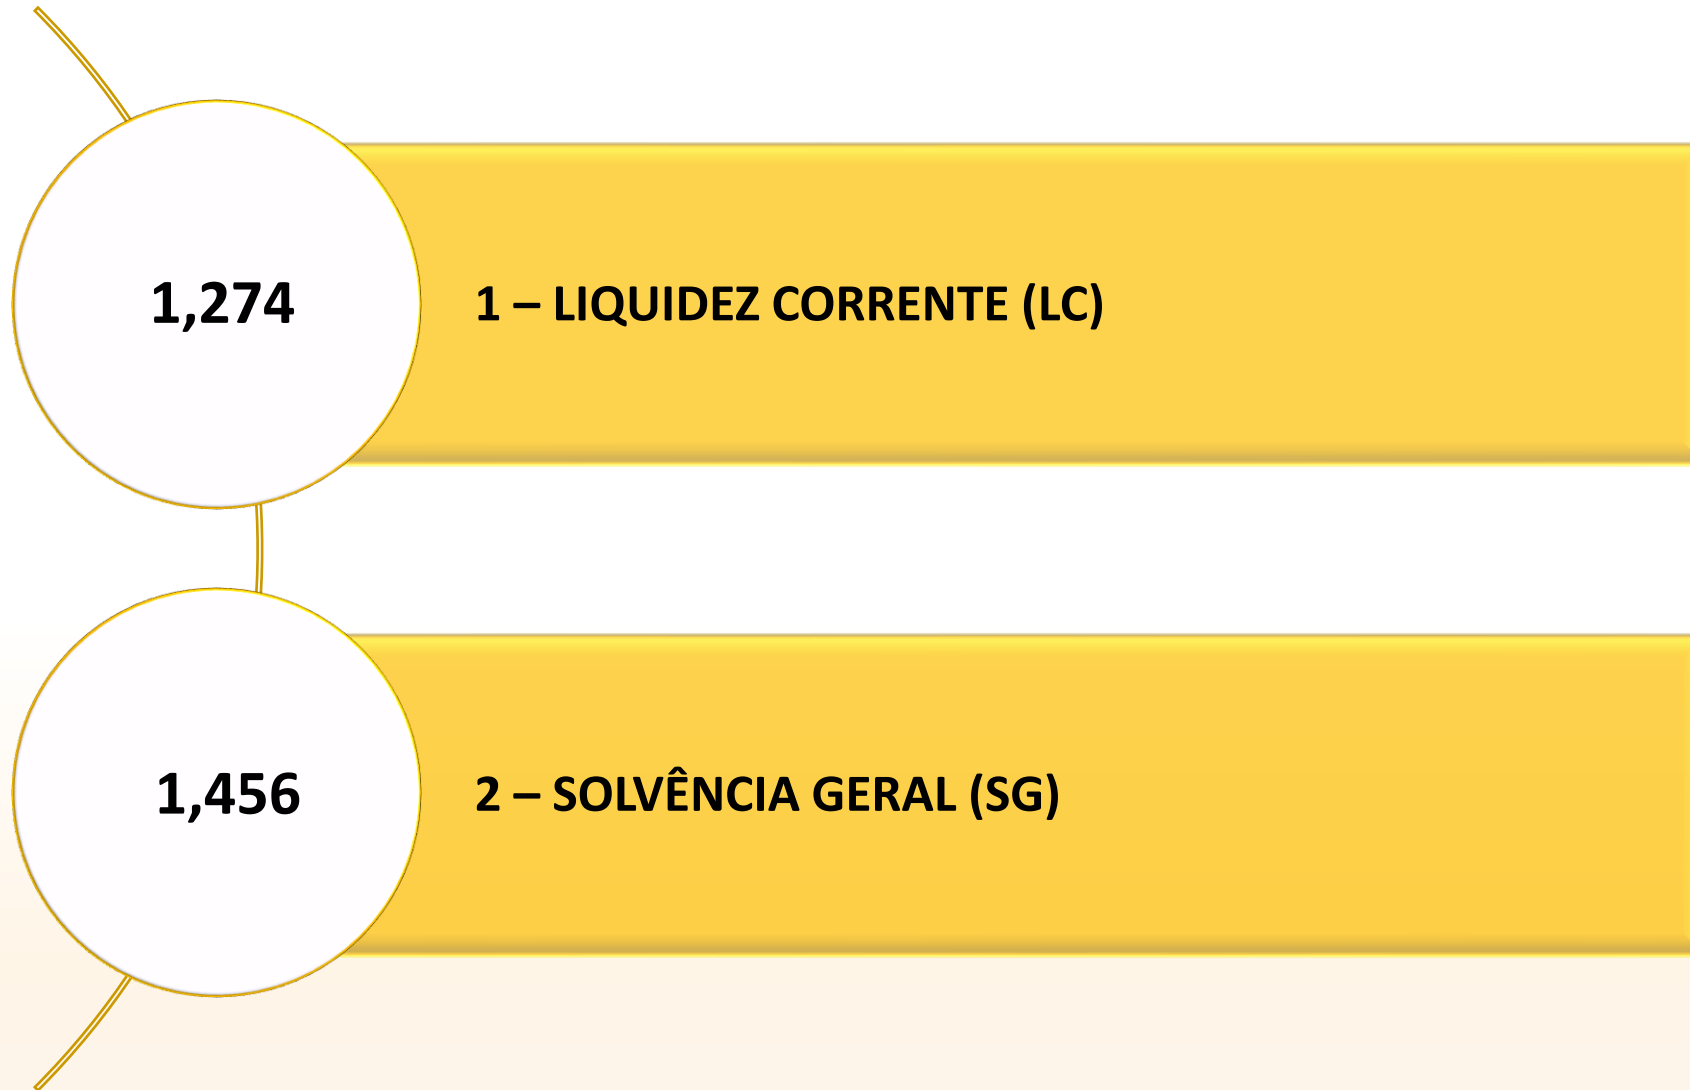 1,274
1 – LIQUIDEZ CORRENTE (LC)
1,456
2 – SOLVÊNCIA GERAL (SG)